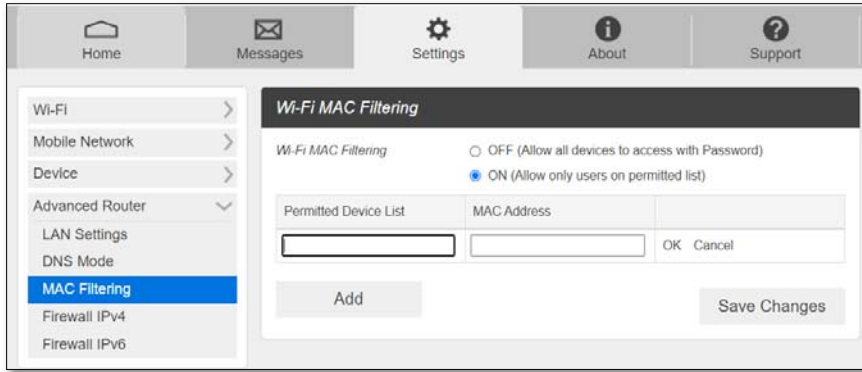 Home Messages Settings About Support
Wi-Fi
Mobile Network
Device
Advanced Router
LAN Settings
DNS Mode
MAC Filtering
Firewall IPv4
Firewall IPv6
Wi-Fi MAC Filtering
Wi-Fi MAC Filtering OFF (Allow all devices to access with Password)
ON (Allow only users on permitted list)
Permitted Device List MAC Address
OK Cancel
Add
Save Changes